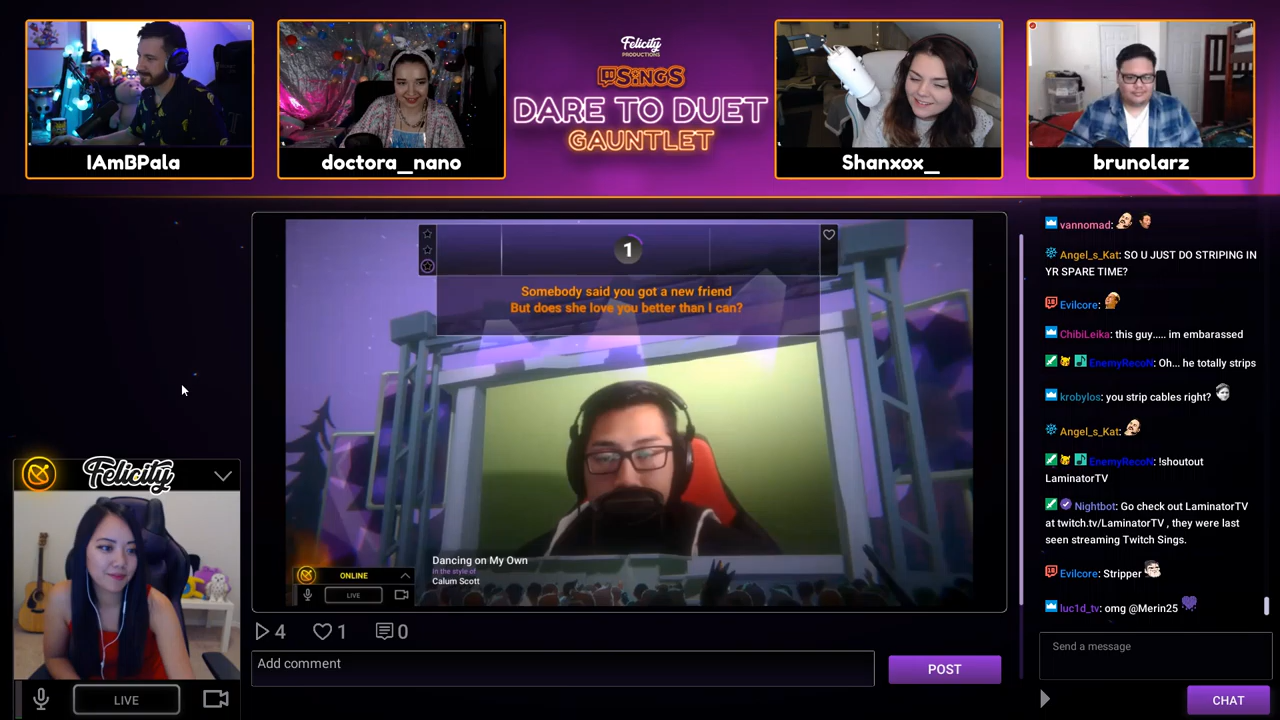 IAmBPala
doctora_nano
Felicity
PRODUCTIONS
SINGS
DARE TO DUET
GAUNTLET
Shanxox_
brunolarz
1
Somebody said you got a new friend
But does she love you better than I can?
Dancing on My Own
In the style of
Calum Scott
ONLINE
LIVE
4
1
0
Add comment
POST
Felicity
LIVE
vannomad:
Angel_s_Kat: SO U JUST DO STRIPING IN
YR SPARE TIME?
Evilcore:
ChibiLeika: this guy..... im embarassed
EnemyRecoN: Oh... he totally strips
krobylos: you strip cables right?
Angel_s_Kat:
EnemyRecoN: !shoutout
LaminatorTV
Nightbot: Go check out LaminatorTV
at twitch.tv/LaminatorTV , they were last
seen streaming Twitch Sings.
Evilcore: Stripper
luc1d_tv: omg @Merin25
Send a message
CHAT